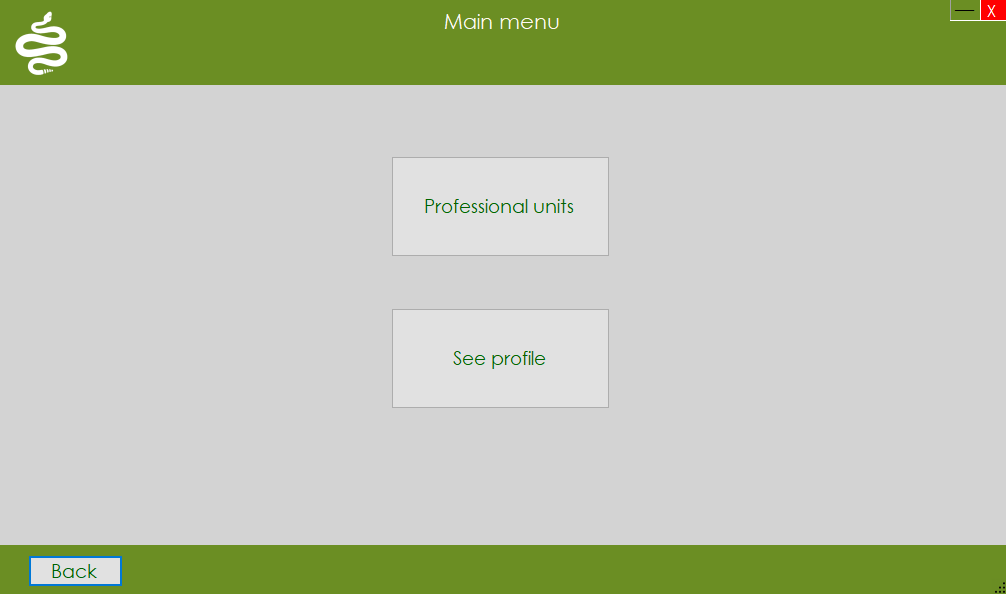 Main menu
X
Professional units
See profile
Back